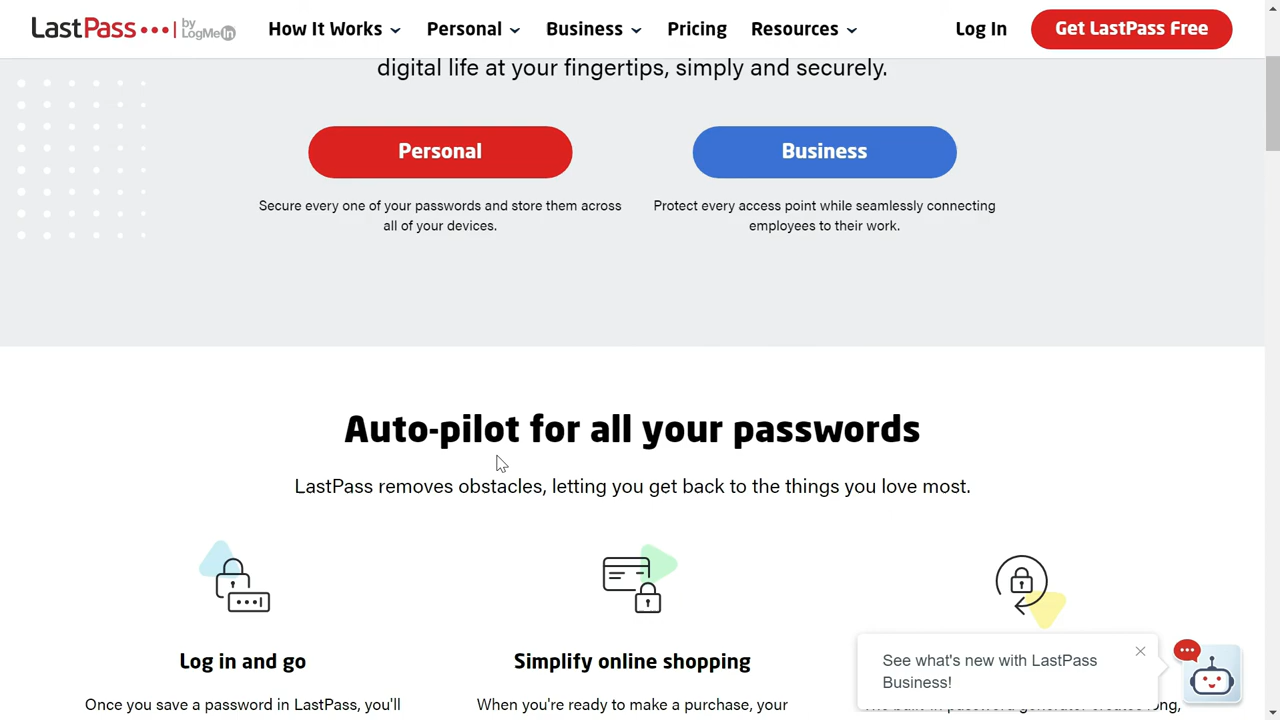 LastPass by LogMeIn How It Works Personal Business Pricing Resources Log In Get LastPass Free
digital life at your fingertips, simply and securely.
Personal
Secure every one of your passwords and store them across
all of your devices.
Business
Protect every access point while seamlessly connecting
employees to their work.
Auto-pilot for all your passwords
LastPass removes obstacles, letting you get back to the things you love most.
Log in and go
Once you save a password in LastPass, you'll
Simplify online shopping
When you're ready to make a purchase, your
See what's new with LastPass
Business!